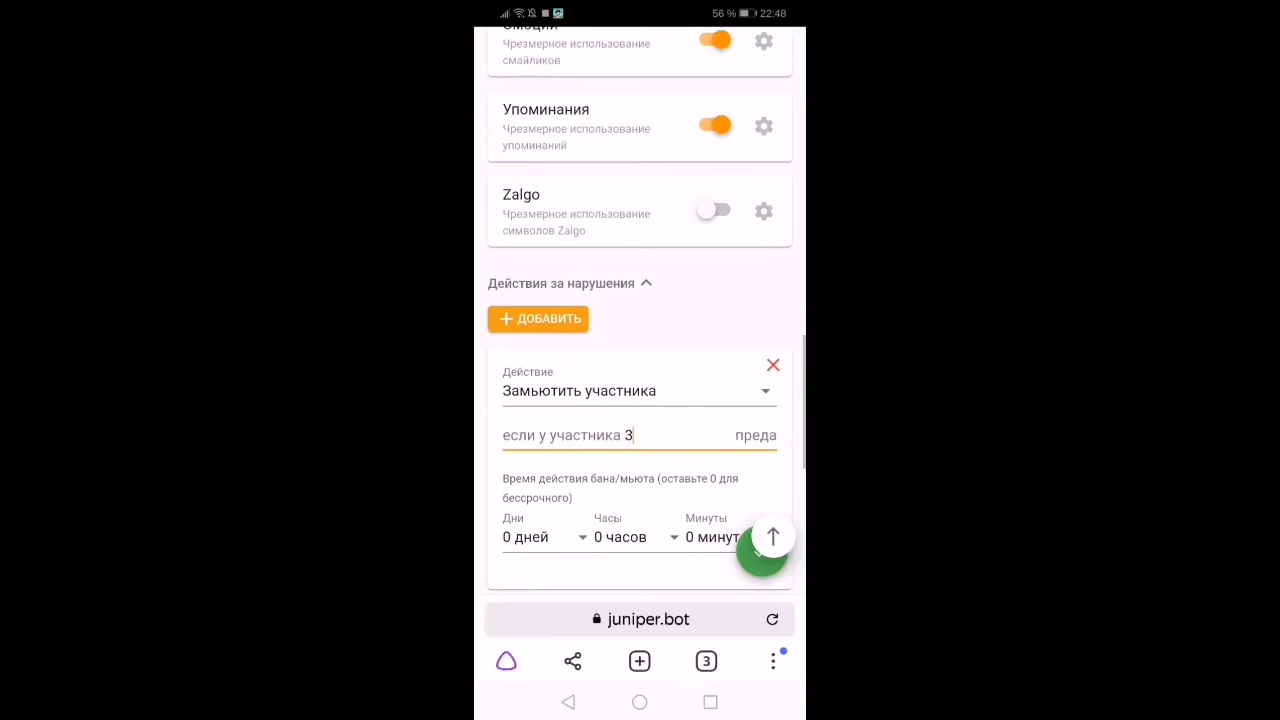 56 % 22:48
Эмоции
Чрезмерное использование
смайликов
Упоминания
Чрезмерное использование
упоминаний
Zalgo
Чрезмерное использование
символов Zalgo
Действия за нарушения
ДОБАВИТЬ
Действие
Замьютить участника
если у участника 3 преда
Время действия бана/мьюта (оставьте 0 для
бессрочного)
Дни Часы Минуты
0 дней 0 часов 0 минут
juniper.bot
3